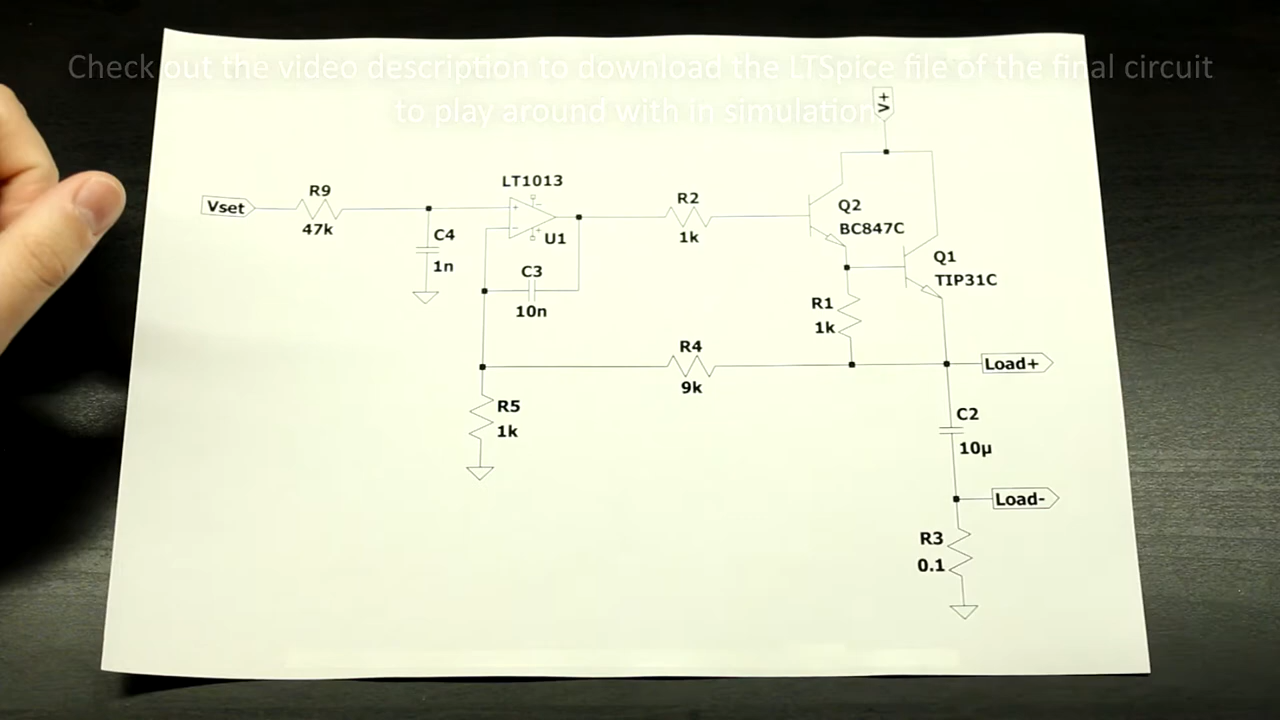 Check out the video description to download the LTSpice file of the final circuit
to play around with in simulation
V+
LT1013
R9
Vset
47k
C4
1n
U1
C3
10n
R2
1k
Q2
BC847C
Q1
TIP31C
R1
1k
R4
9k
Load+
R5
1k
C2
10µ
Load-
R3
0.1